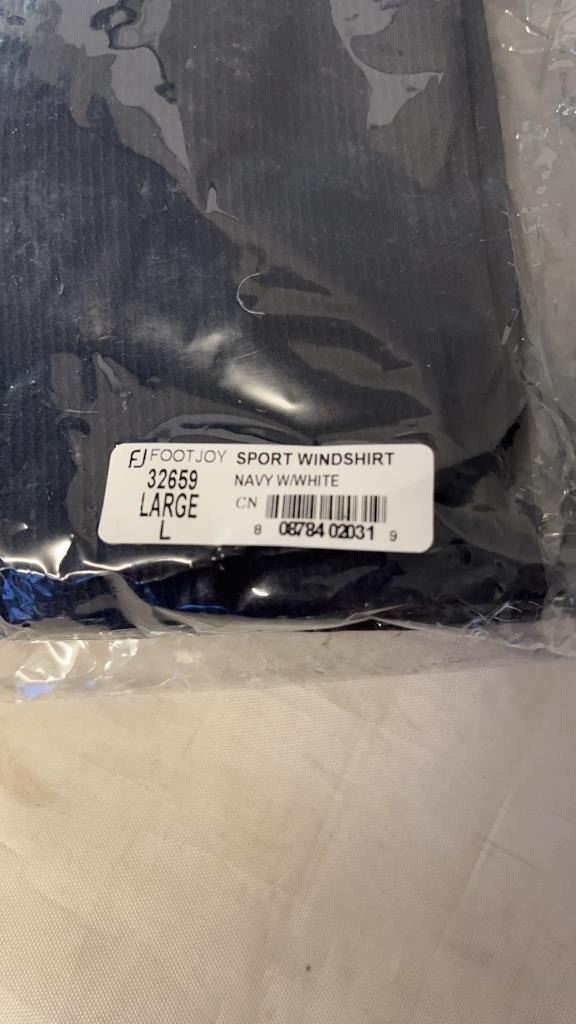 FJ FOOTJOY SPORT WINDSHIRT
32659 NAVY W/WHITE
LARGE CN
L 8 08784 02031 9